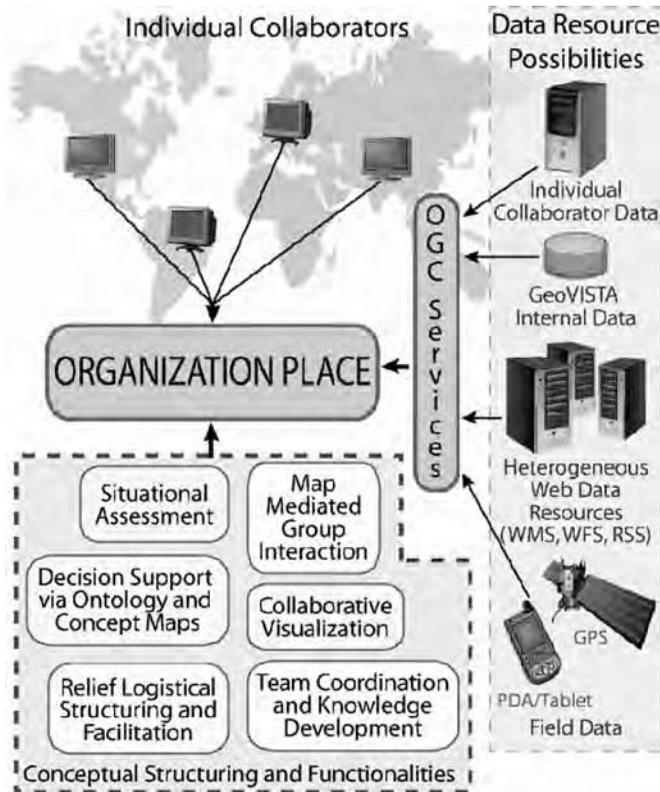 Individual Collaborators
Data Resource
Possibilities
Individual
Collaborator Data
GeoVISTA
Internal Data
Heterogeneous
Web Data
Resources
(WMS, WFS, RSS)
GPS
PDA/Tablet
Field Data
OGC Services
ORGANIZATION PLACE
Situational
Assessment
Map
Mediated
Group
Interaction
Decision Support
via Ontology and
Concept Maps
Collaborative
Visualization
Relief Logistical
Structuring and
Facilitation
Team Coordination
and Knowledge
Development
Conceptual Structuring and Functionalities